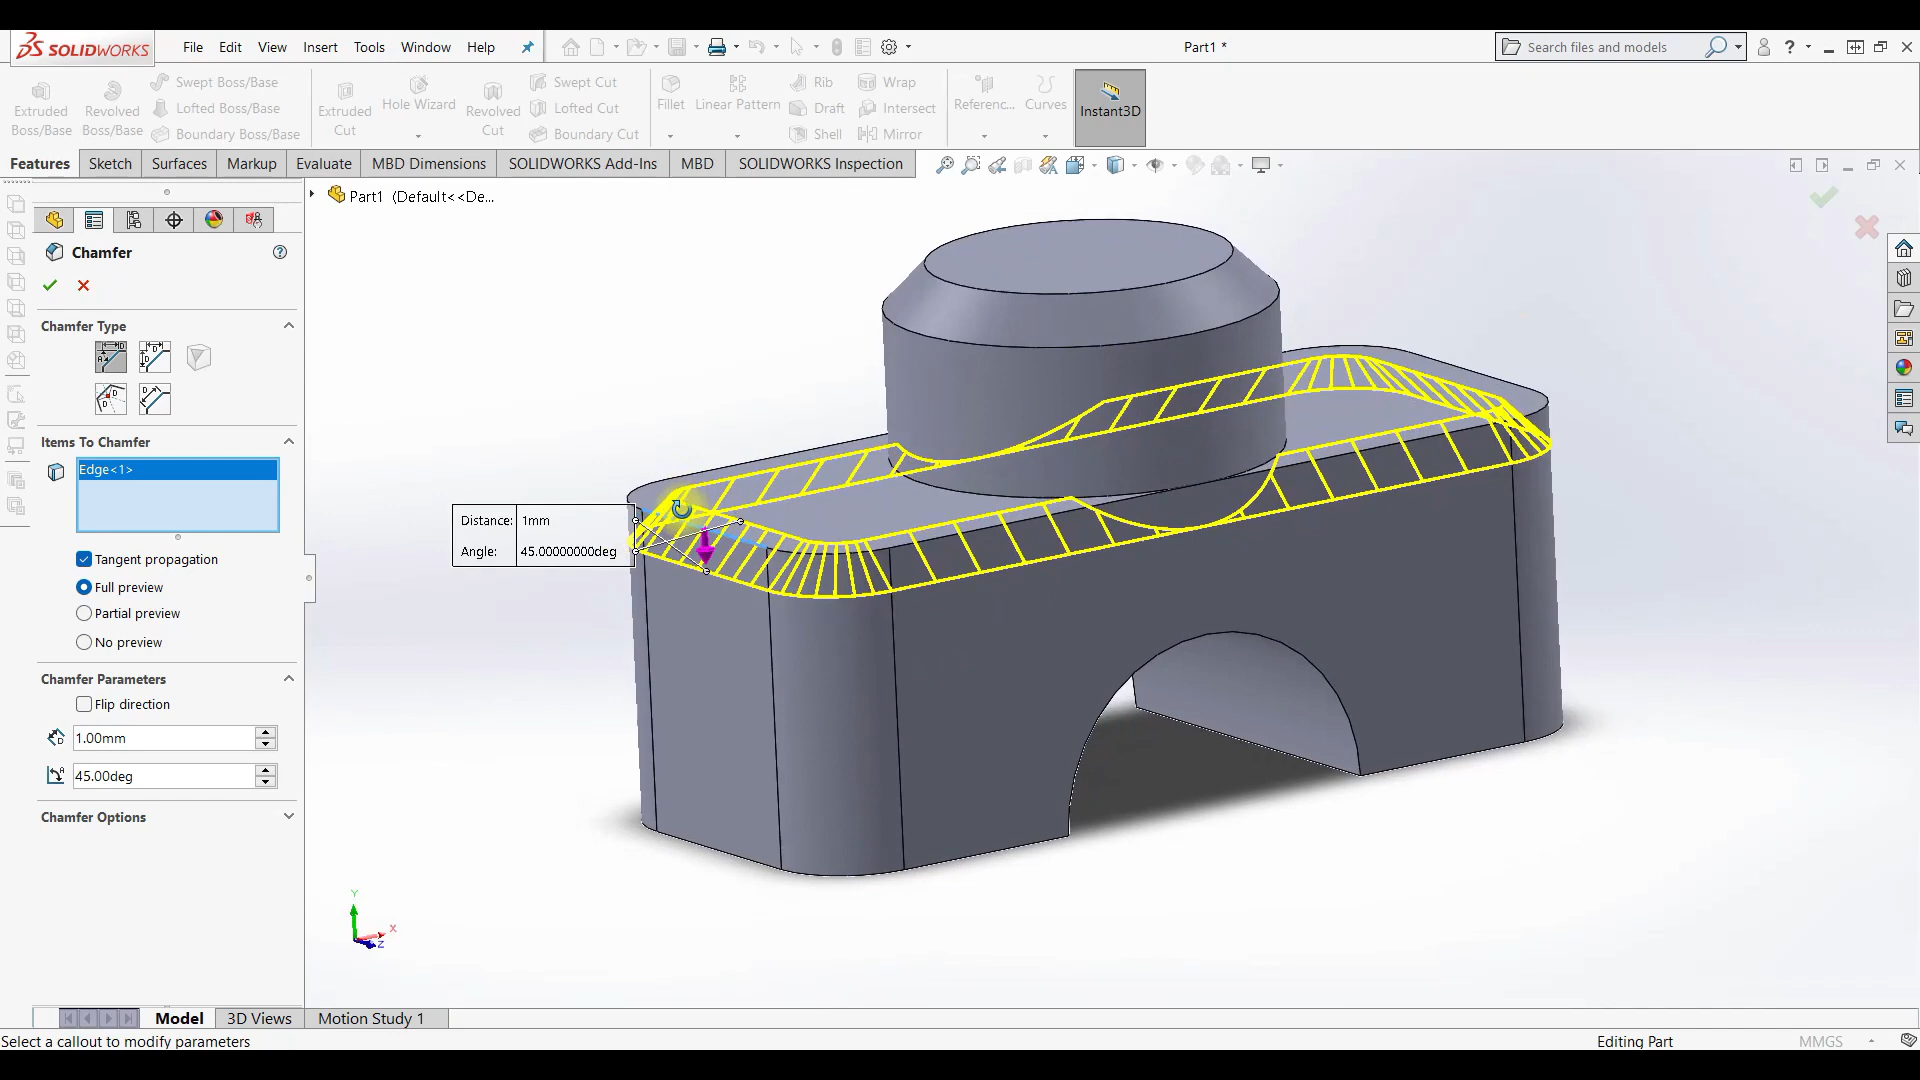 SOLIDWORKS File Edit View Insert Tools Window Help Part1 * Search files and models ?
Extruded Boss/Base Revolved Boss/Base Swept Boss/Base Lofted Boss/Base Boundary Boss/Base Extruded Cut Hole Wizard Revolved Cut Swept Cut Lofted Cut Boundary Cut Fillet Linear Pattern Rib Draft Shell Wrap Intersect Mirror Referenc... Curves Instant3D
Features Sketch Surfaces Markup Evaluate MBD Dimensions SOLIDWORKS Add-Ins MBD SOLIDWORKS Inspection
Part1 (Default<<De...
Chamfer ?
Chamfer Type
Items To Chamfer
Edge<1>
Distance: 1mm
Angle: 45.00000000deg
Tangent propagation
Full preview
Partial preview
No preview
Chamfer Parameters
Flip direction
1.00mm
45.00deg
Chamfer Options
Y
X
Z
Model 3D Views Motion Study 1
Select a callout to modify parameters Editing Part MMGS